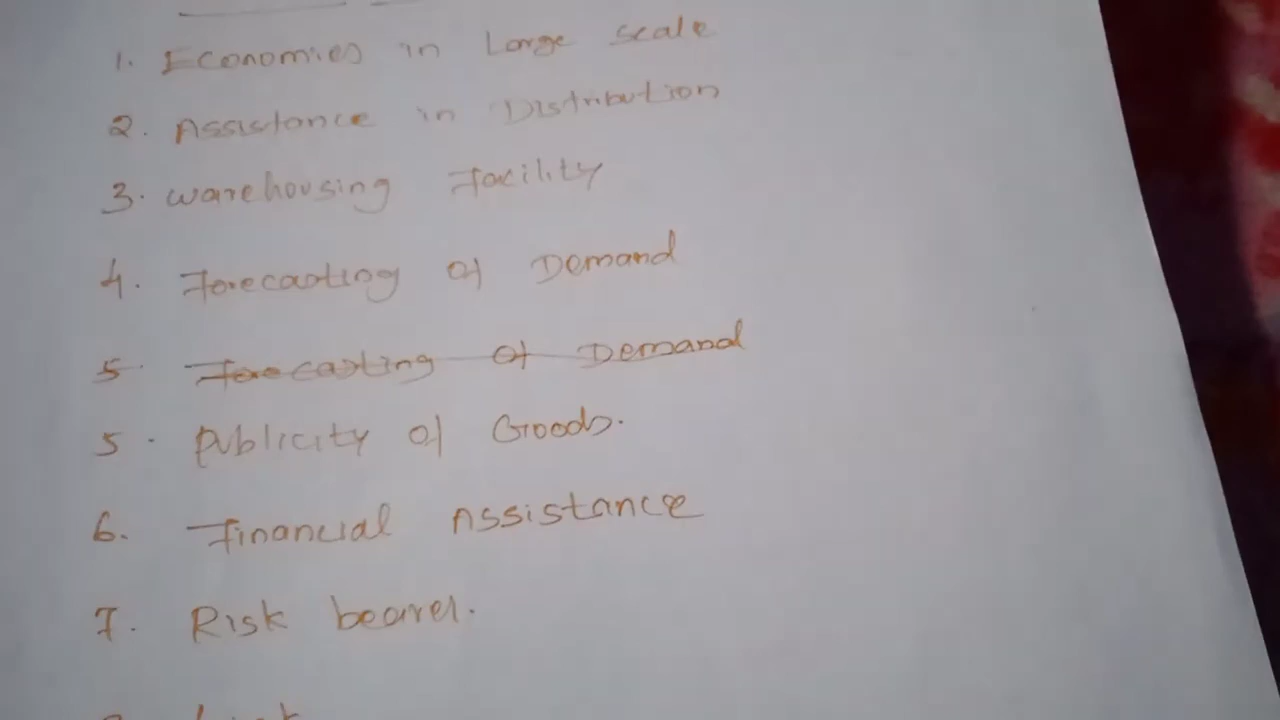 1. Economies in Large scale
2. Assistance in Distribution
3. Warehousing Facility
4. Forecasting of Demand
5. Forecasting of Demand
5. Publicity of Goods.
6. Financial Assistance
7. Risk bearer.